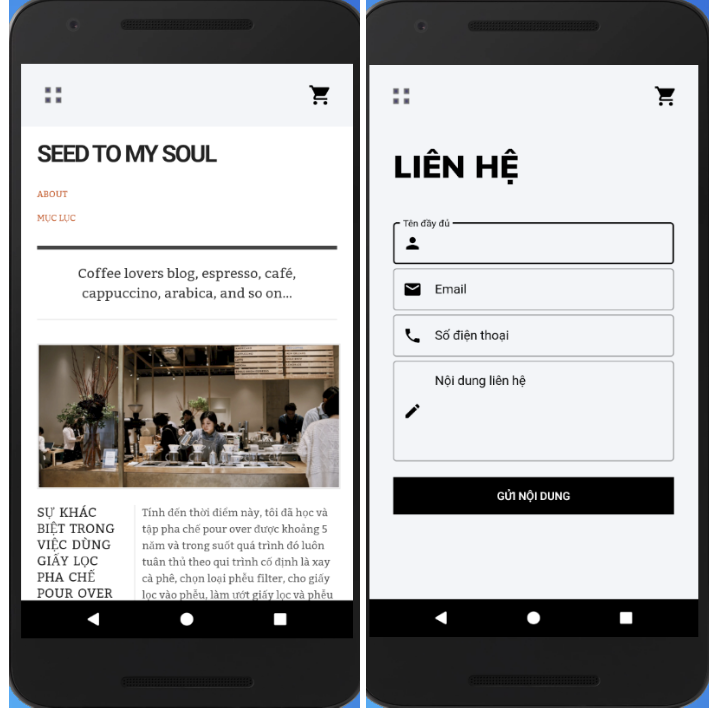 SEED TO MY SOUL
ABOUT
MỤC LỤC
Coffee lovers blog, espresso, café,
cappuccino, arabica, and so on...
SỰ KHÁC
BIỆT TRONG
VIỆC DÙNG
GIẤY LỌC
PHA CHẾ
POUR OVER
Tính đến thời điểm này, tôi đã học và
tập pha chế pour over được khoảng 5
năm và trong suốt quá trình đó luôn
tuân thủ theo qui trình cố định là xay
cà phê, chọn loại phễu filter, cho giấy
lọc vào phễu, làm ướt giấy lọc và phễu
LIÊN HỆ
Tên đầy đủ
Email
Số điện thoại
Nội dung liên hệ
GỬI NỘI DUNG